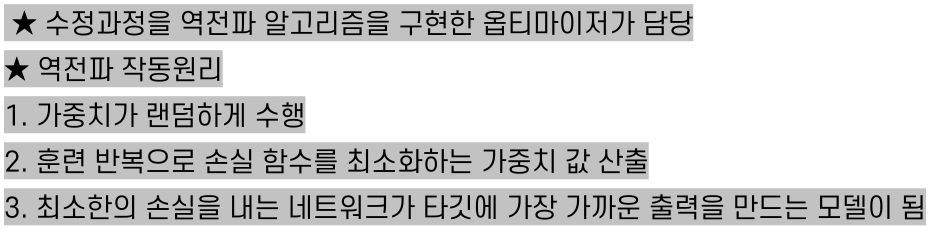 ★ 수정과정을 역전파 알고리즘을 구현한 옵티마이저가 담당
★ 역전파 작동원리
1. 가중치가 랜덤하게 수행
2. 훈련 반복으로 손실 함수를 최소화하는 가중치 값 산출
3. 최소한의 손실을 내는 네트워크가 타깃에 가장 가까운 출력을 만드는 모델이 됨